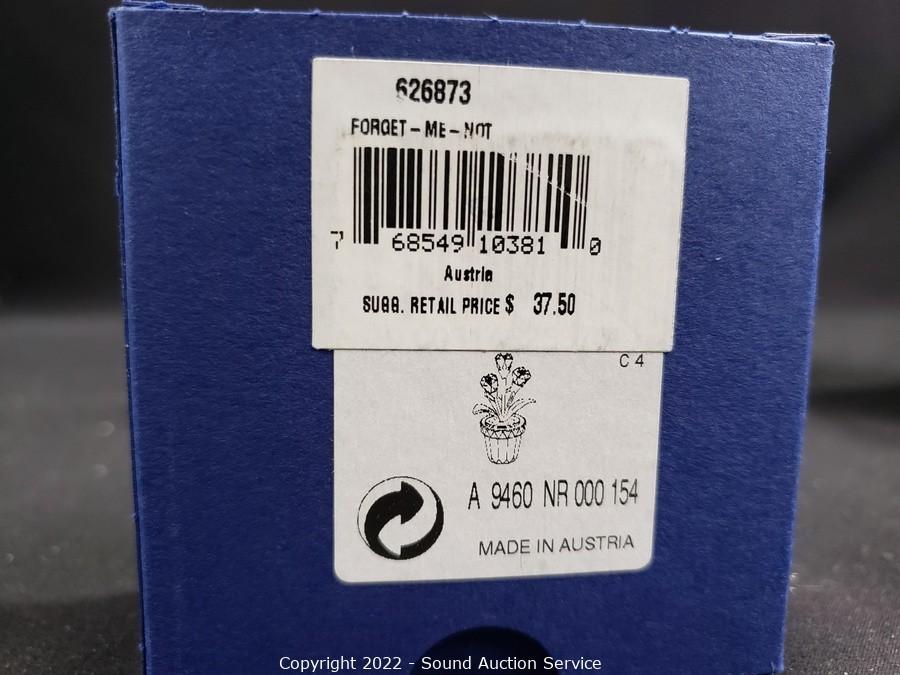 626873
FORGET-ME-NOT
7 68549 10381 0
Austria
SUGG. RETAIL PRICE $ 37.50
C 4
A 9460 NR 000 154
MADE IN AUSTRIA
Copyright 2022 - Sound Auction Service